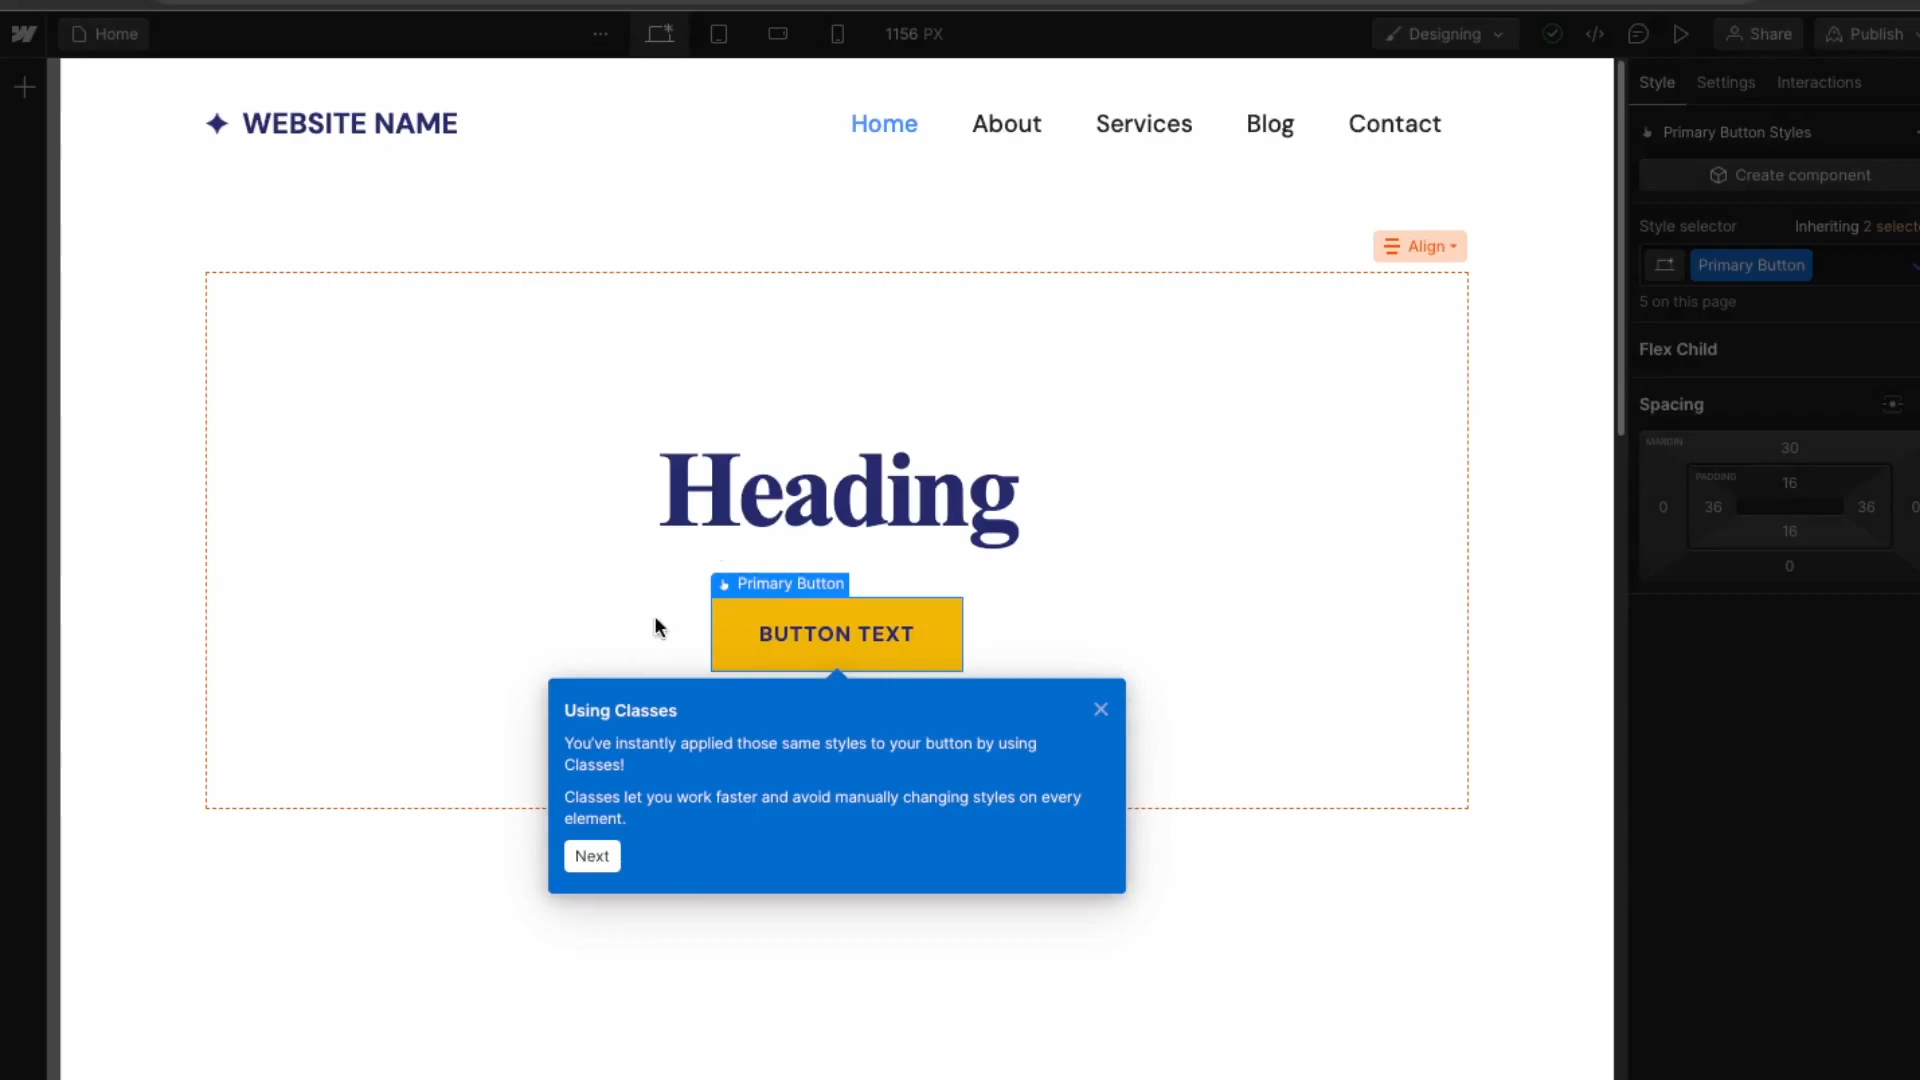 Home
1156 PX
Designing
Share
Publish
WEBSITE NAME
Home
About
Services
Blog
Contact
Align
Heading
Primary Button
BUTTON TEXT
Using Classes
You've instantly applied those same styles to your button by using
Classes!
Classes let you work faster and avoid manually changing styles on every
element.
Next
Style
Settings
Interactions
Primary Button Styles
Create component
Style selector
Inheriting 2 select
Primary Button
5 on this page
Flex Child
Spacing
MARGIN
30
PADDING
16
0
36
36
0
16
0